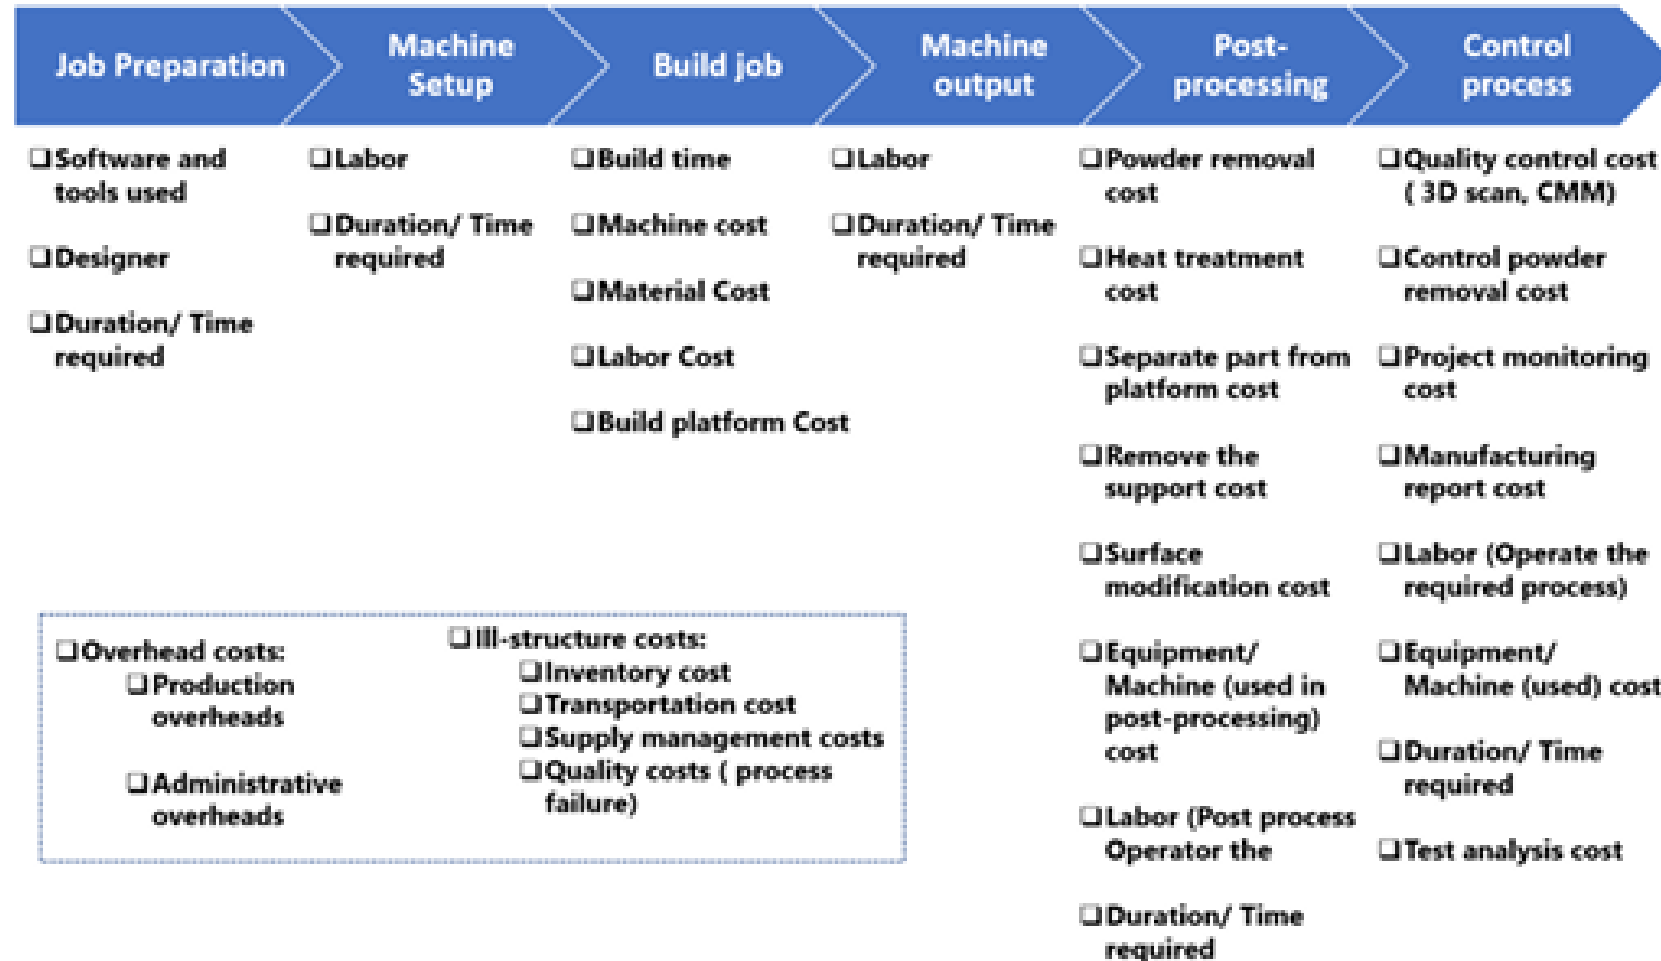 Job Preparation
Machine
Setup
Build job
Machine
output
Post-
processing
Control
process
❑Software and
tools used
❑Designer
❑Duration/ Time
required
❑Labor
❑Duration/ Time
required
❑Build time
❑Machine cost
❑Material Cost
❑Labor Cost
❑Build platform Cost
❑Labor
❑Duration/ Time
required
❑Powder removal
cost
❑Heat treatment
cost
❑Separate part from
platform cost
❑Remove the
support cost
❑Surface
modification cost
❑Equipment/
Machine (used in
post-processing)
cost
❑Labor (Post process
Operator the
❑Duration/ Time
required
❑Quality control cost
( 3D scan, CMM)
❑Control powder
removal cost
❑Project monitoring
cost
❑Manufacturing
report cost
❑Labor (Operate the
required process)
❑Equipment/
Machine (used) cost
❑Duration/ Time
required
❑Test analysis cost
❑Overhead costs:
❑Production
overheads
❑Administrative
overheads
❑Ill-structure costs:
❑Inventory cost
❑Transportation cost
❑Supply management costs
❑Quality costs ( process
failure)